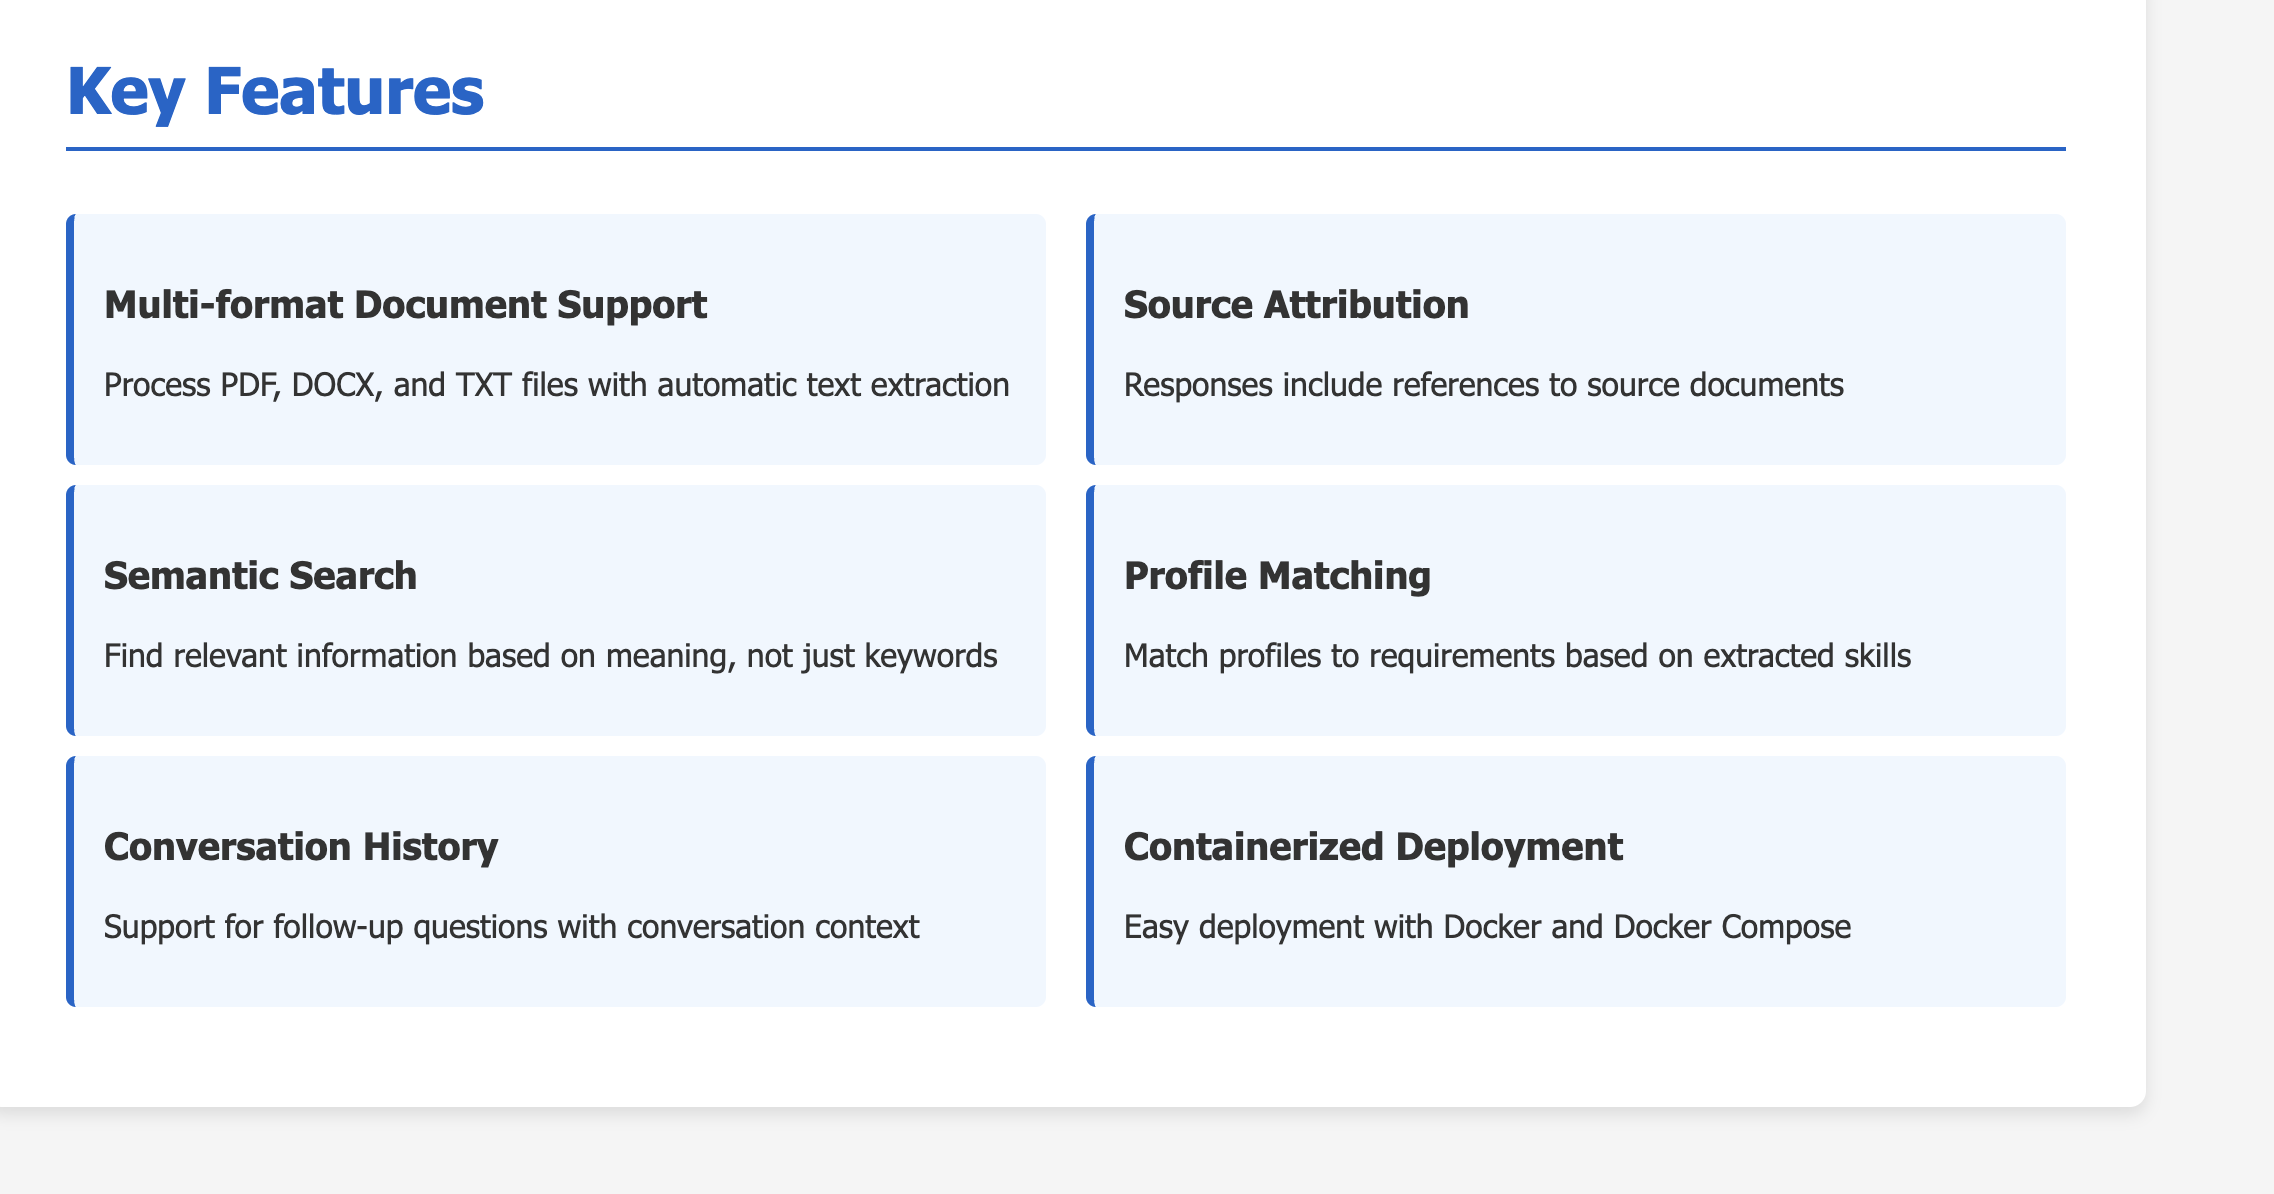 Key Features
Multi-format Document Support
Process PDF, DOCX, and TXT files with automatic text extraction
Source Attribution
Responses include references to source documents
Semantic Search
Find relevant information based on meaning, not just keywords
Profile Matching
Match profiles to requirements based on extracted skills
Conversation History
Support for follow-up questions with conversation context
Containerized Deployment
Easy deployment with Docker and Docker Compose